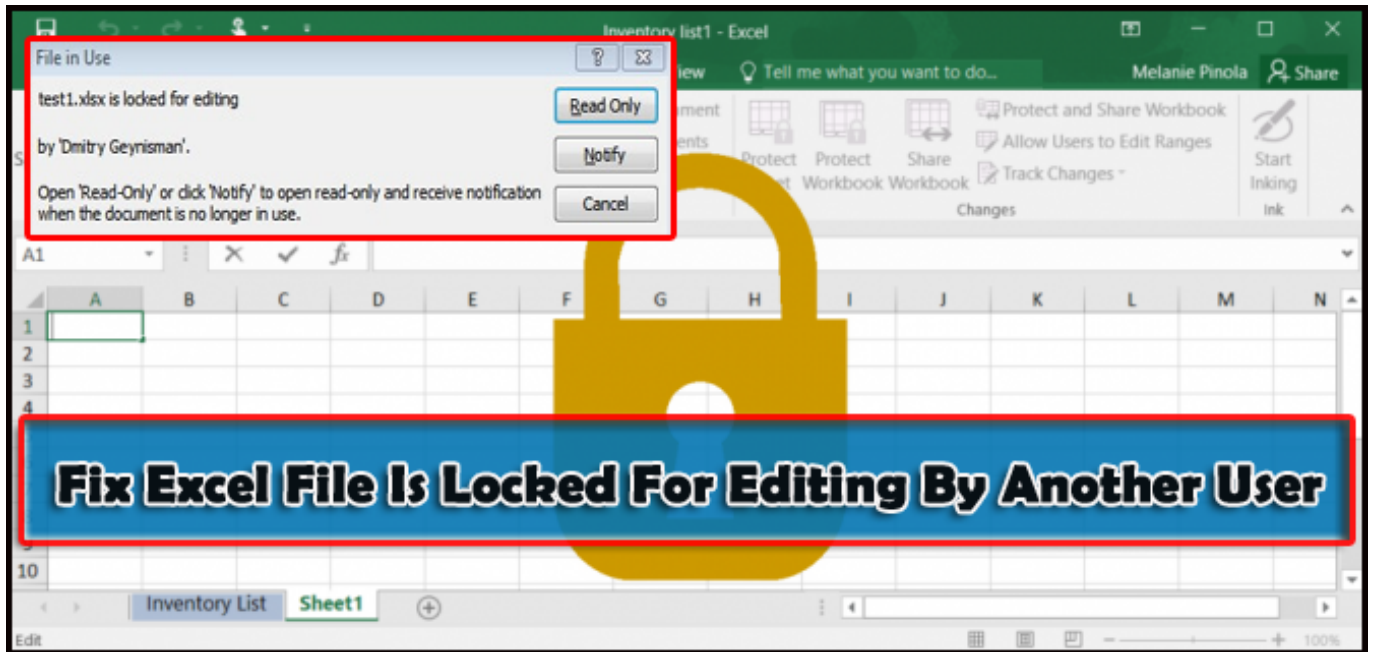 Inventory list1 - Excel
File in Use
test1.xlsx is locked for editing
by 'Dmitry Geynisman'.
Open 'Read-Only' or click 'Notify' to open read-only and receive notification
when the document is no longer in use.
Read Only
Notify
Cancel
Tell me what you want to do...
Melanie Pinola
Share
Protect
Protect
Workbook
Share
Workbook
Protect and Share Workbook
Allow Users to Edit Ranges
Track Changes
Changes
Start
Inking
Ink
A1
fx
A B C D E F G H I J K L M N
1
2
3
4
Fix Excel File Is Locked For Editing By Another User
10
Inventory List
Sheet1
Edit
100%